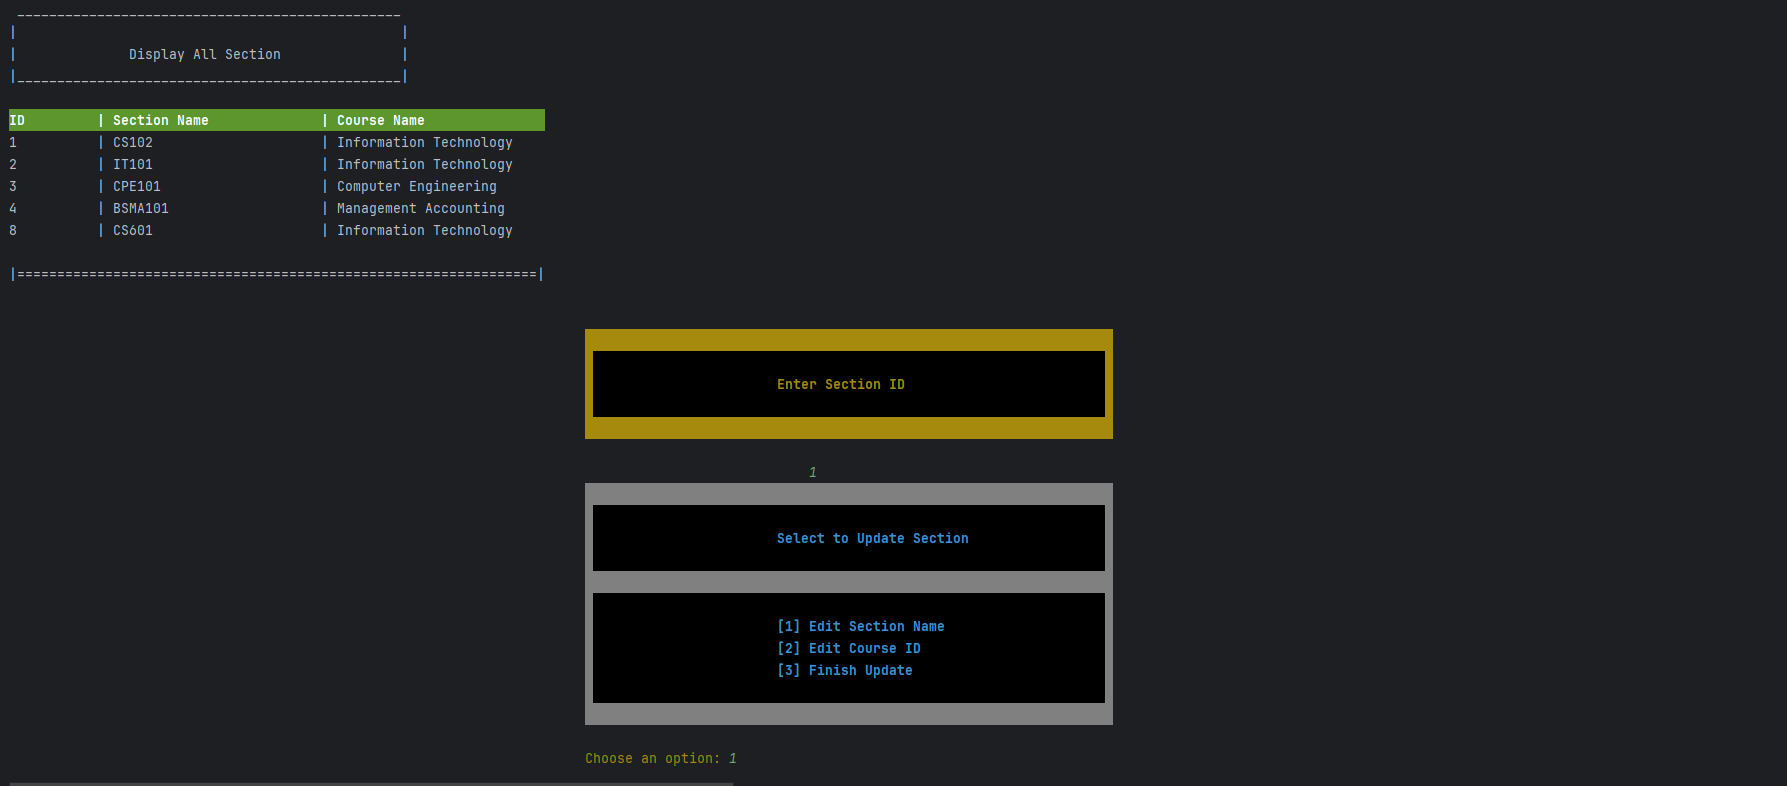 Display All Section
ID | Section Name | Course Name
1 | CS102 | Information Technology
2 | IT101 | Information Technology
3 | CPE101 | Computer Engineering
4 | BSMA101 | Management Accounting
8 | CS601 | Information Technology
|=================================================================|
Enter Section ID
1
Select to Update Section
[1] Edit Section Name
[2] Edit Course ID
[3] Finish Update
Choose an option: 1